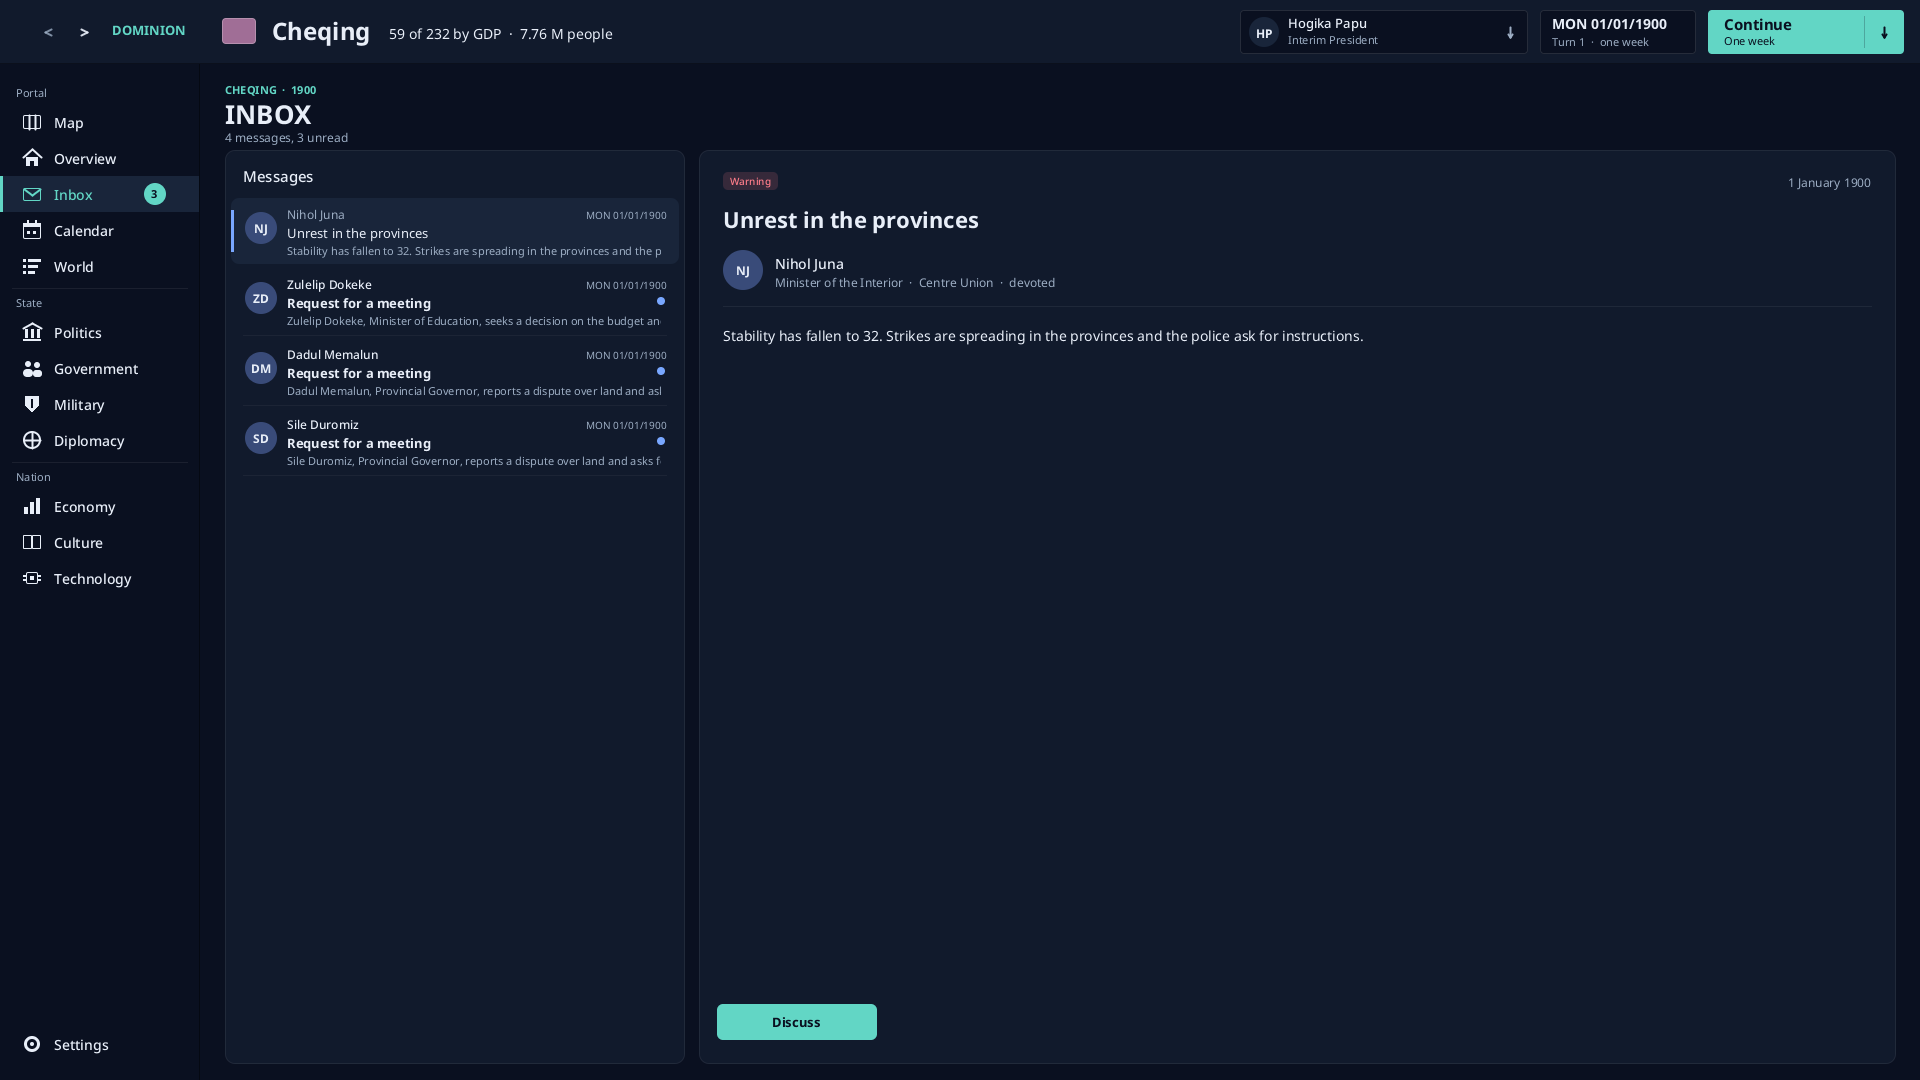 < > DOMINION
Cheqing 59 of 232 by GDP · 7.76 M people
HP Hogika Papu
Interim President
↓
MON 01/01/1900
Turn 1 · one week
Continue
One week
↓
Portal
Map
Overview
Inbox 3
Calendar
World
State
Politics
Government
Military
Diplomacy
Nation
Economy
Culture
Technology
Settings
CHEQING · 1900
INBOX
4 messages, 3 unread
Messages
NJ Nihol Juna MON 01/01/1900
Unrest in the provinces
Stability has fallen to 32. Strikes are spreading in the provinces and the p
ZD Zulelip Dokeke MON 01/01/1900
Request for a meeting
Zulelip Dokeke, Minister of Education, seeks a decision on the budget an
DM Dadul Memalun MON 01/01/1900
Request for a meeting
Dadul Memalun, Provincial Governor, reports a dispute over land and as
SD Sile Duromiz MON 01/01/1900
Request for a meeting
Sile Duromiz, Provincial Governor, reports a dispute over land and asks f
Warning 1 January 1900
Unrest in the provinces
NJ Nihol Juna
Minister of the Interior · Centre Union · devoted
Stability has fallen to 32. Strikes are spreading in the provinces and the police ask for instructions.
Discuss